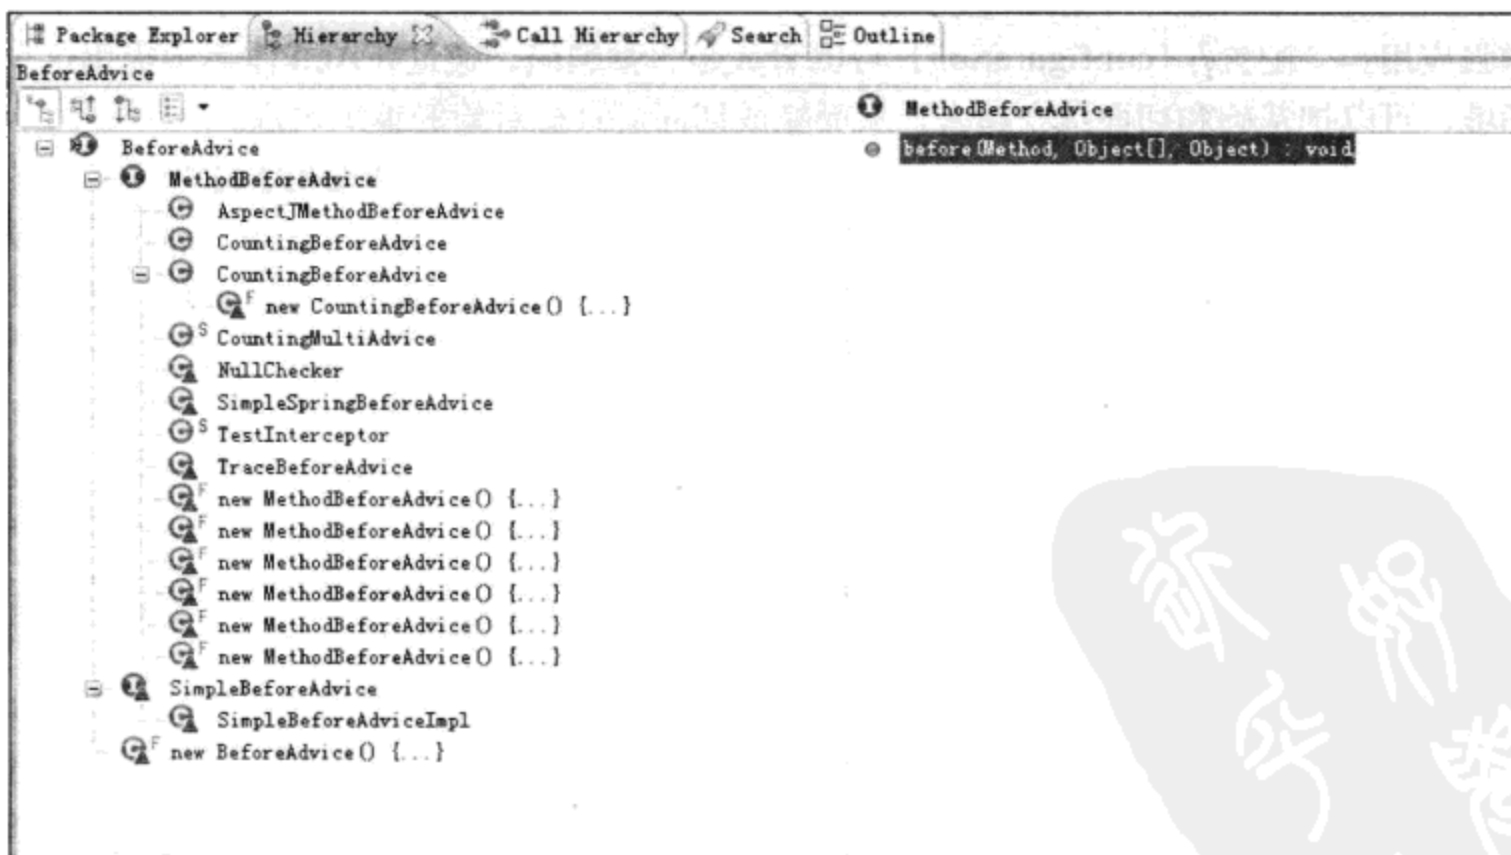 Package Explorer Hierarchy Call Hierarchy Search Outline
BeforeAdvice
MethodBeforeAdvice
before(Method, Object[], Object) : void
BeforeAdvice
MethodBeforeAdvice
AspectJMethodBeforeAdvice
CountingBeforeAdvice
CountingBeforeAdvice
F new CountingBeforeAdvice() {...}
S CountingMultiAdvice
NullChecker
SimpleSpringBeforeAdvice
S TestInterceptor
TraceBeforeAdvice
F new MethodBeforeAdvice() {...}
F new MethodBeforeAdvice() {...}
F new MethodBeforeAdvice() {...}
F new MethodBeforeAdvice() {...}
F new MethodBeforeAdvice() {...}
F new MethodBeforeAdvice() {...}
SimpleBeforeAdvice
SimpleBeforeAdviceImpl
F new BeforeAdvice() {...}